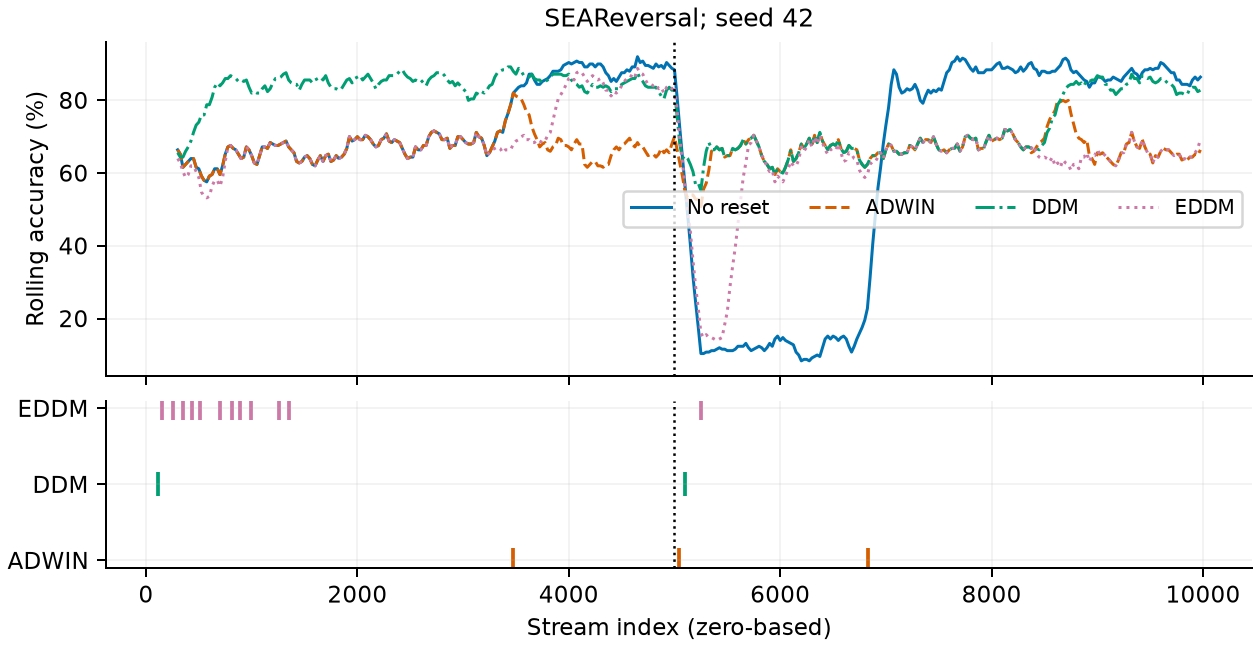 SEAReversal; seed 42
Rolling accuracy (%)
80
60
40
20
No reset ADWIN DDM EDDM
EDDM
DDM
ADWIN
0 2000 4000 6000 8000 10000
Stream index (zero-based)